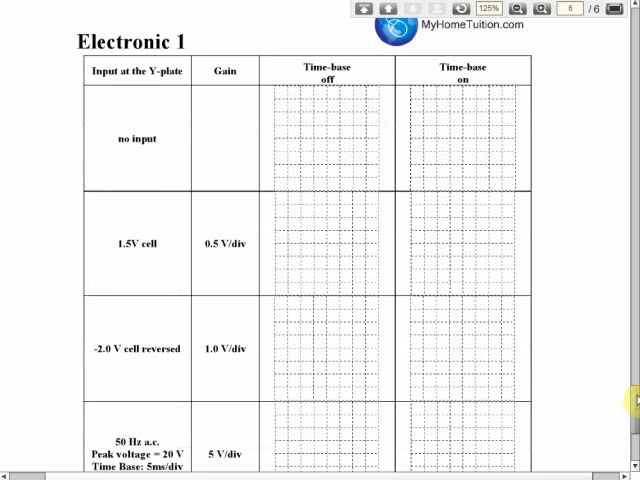 125%
6
/ 6
MyHomeTuition.com
Electronic 1
Input at the Y-plate
Gain
Time-base
off
Time-base
on
no input
1.5V cell
0.5 V/div
-2.0 V cell reversed
1.0 V/div
50 Hz a.c.
Peak voltage = 20 V
Time Base: 5ms/div
5 V/div